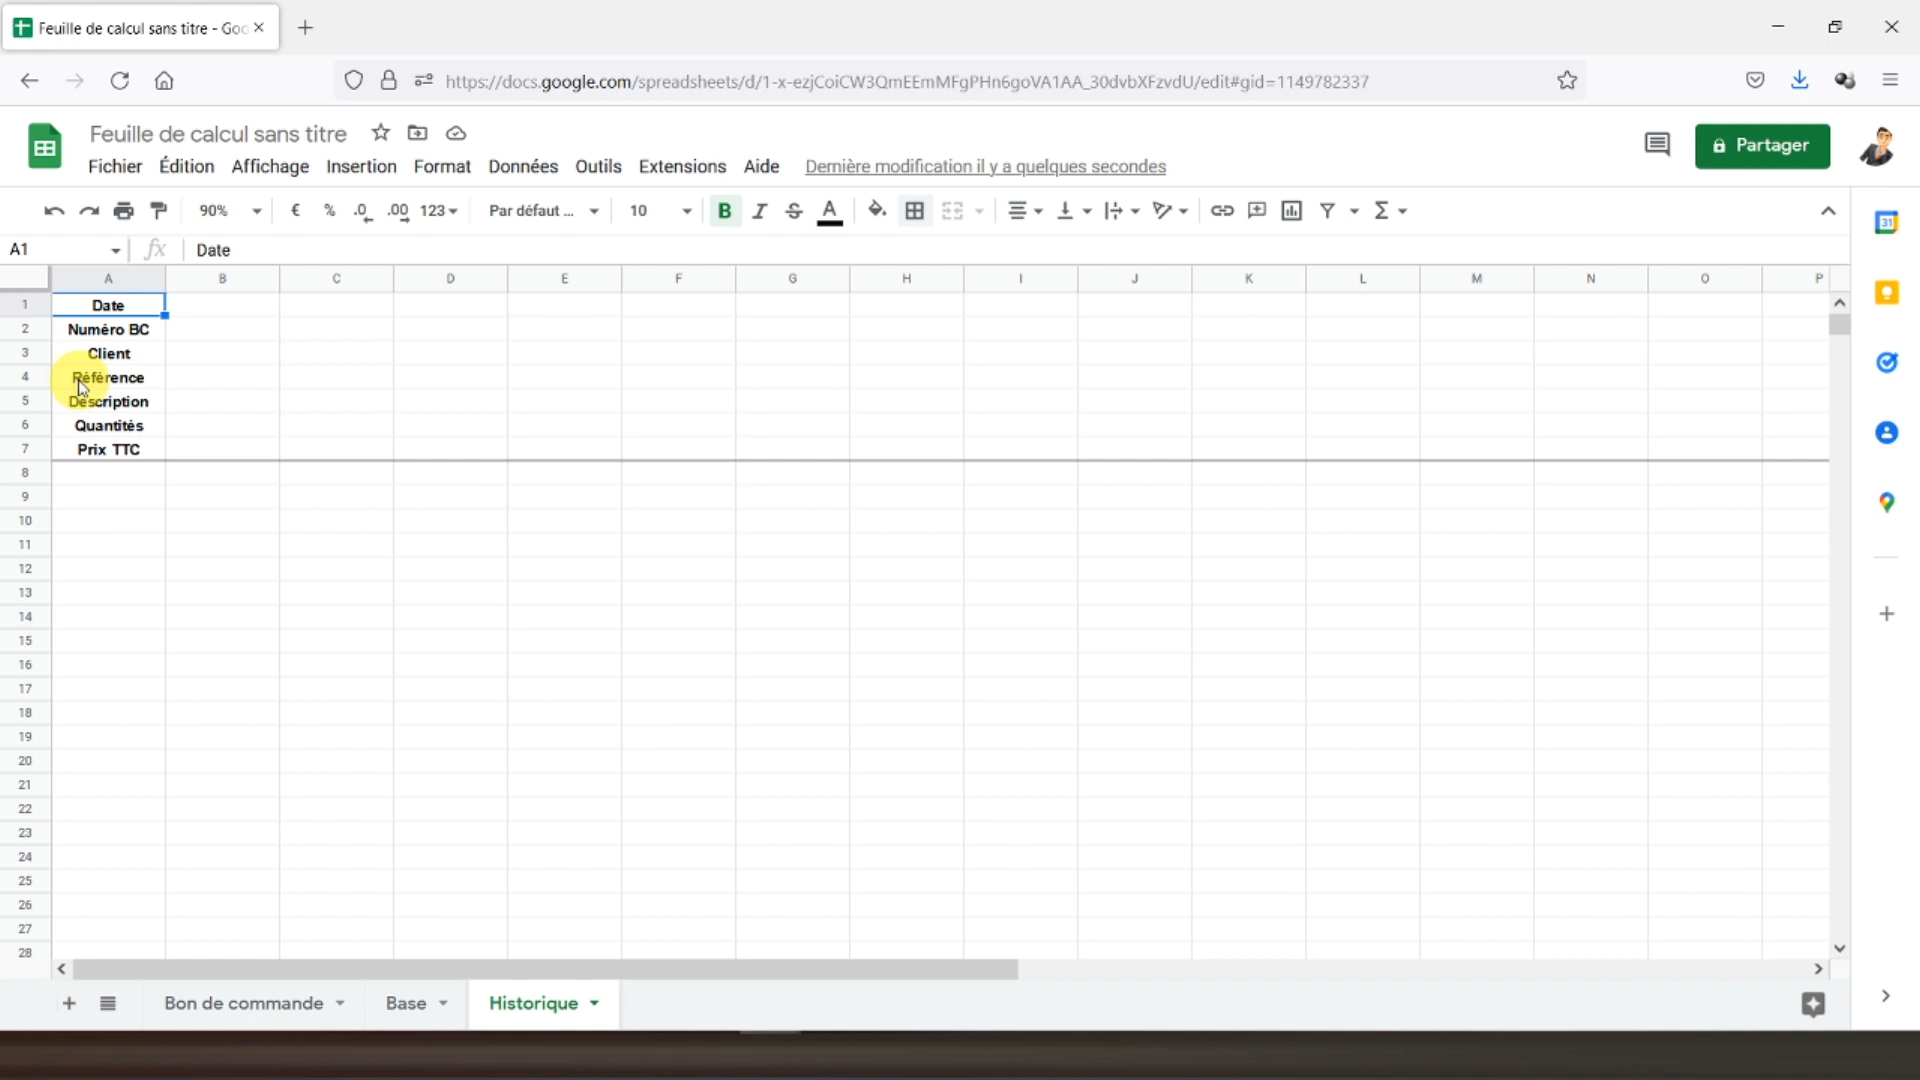 Feuille de calcul sans titre - Goo
https://docs.google.com/spreadsheets/d/1-x-ezjCoiCW3QmEEmMFgPHn6goVA1AA_30dvbXFzvdU/edit#gid=1149782337
Feuille de calcul sans titre
Partager
Fichier Édition Affichage Insertion Format Données Outils Extensions Aide Dernière modification il y a quelques secondes
90% € % .0 .00 123 Par défaut ... 10 B I S A Σ
31
A1 fx Date
A B C D E F G H I J K L M N O P
1 Date
2 Numéro BC
3 Client
4 Référence
5 Description
6 Quantités
7 Prix TTC
8
9
10
11
12
13
14
15
16
17
18
19
20
21
22
23
24
25
26
27
28
Bon de commande Base Historique